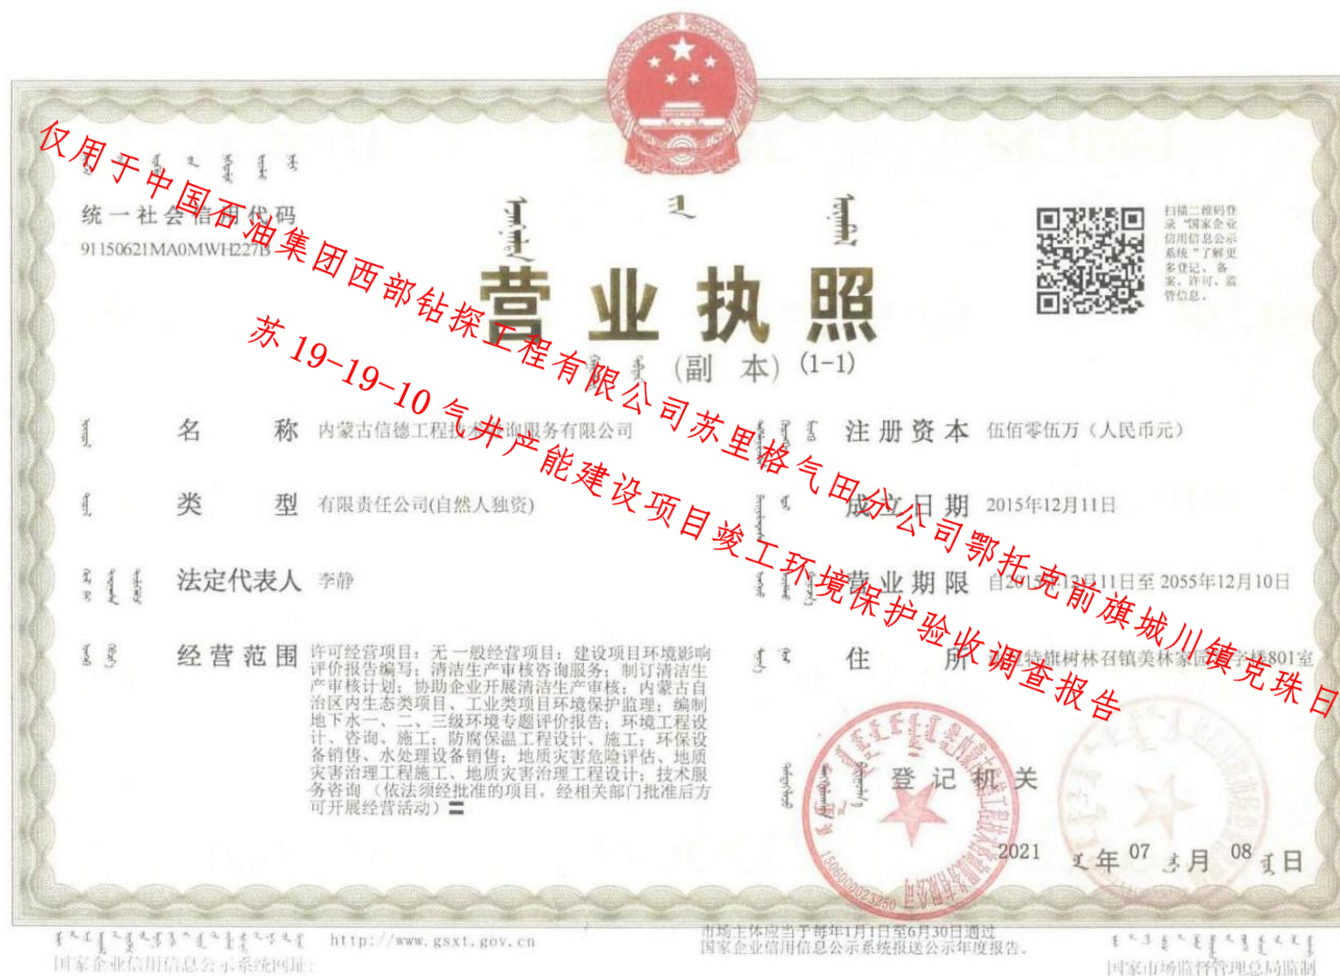 统一社会信用代码
91150621MA0MWH227B
扫描二维码登
录“国家企业
信用信息公示
系统”了解更
多登记、备
案、许可、监
管信息。
营业执照
(副 本) (1-1)
仅用于中国石油集团西部钻探工程有限公司苏里格气田分公司鄂托克前旗城川镇克珠日
苏19-19-10气井产能建设项目竣工环境保护验收调查报告
名 称 内蒙古信德工程技术咨询服务有限公司
类 型 有限责任公司(自然人独资)
法定代表人 李静
经营范围 许可经营项目：无 一般经营项目：建设项目环境影响
评价报告编写；清洁生产审核咨询服务；制订清洁生
产审核计划；协助企业开展清洁生产审核；内蒙古自
治区内生态类项目、工业类项目环境保护监理；编制
地下水一、二、三级环境专题评价报告；环境工程设
计、咨询、施工；防腐保温工程设计、施工；环保设
备销售、水处理设备销售；地质灾害危险评估、地质
灾害治理工程施工、地质灾害治理工程设计；技术服
务咨询 （依法须经批准的项目，经相关部门批准后方
可开展经营活动）
注册资本 伍佰零伍万（人民币元）
成立日期 2015年12月11日
营业期限 自2015年12月11日至 2055年12月10日
住 所 旗树林召镇美林家园 字楼801室
登记机关
1506000023260
2021 年 07 月 08 日
http://www.gsxt.gov.cn
国家企业信用信息公示系统网址：
市场主体应当于每年1月1日至6月30日通过
国家企业信用信息公示系统报送公示年度报告。
国家市场监督管理总局监制